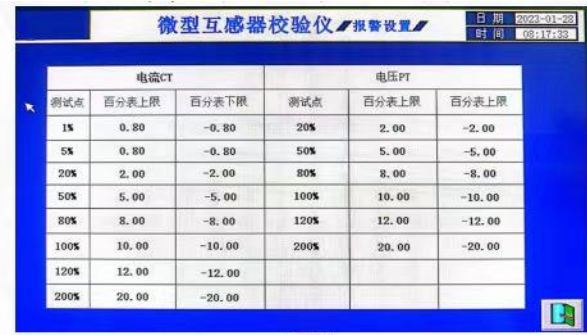 微型互感器校验仪 报警设置
日 期 2023-01-28
时 间 08:17:33
电流CT 电压PT
测试点 百分表上限 百分表下限 测试点 百分表上限 百分表上限
1% 0.80 -0.80 20% 2.00 -2.00
5% 0.80 -0.80 50% 5.00 -5.00
20% 2.00 -2.00 80% 8.00 -8.00
50% 5.00 -5.00 100% 10.00 -10.00
80% 8.00 -8.00 120% 12.00 -12.00
100% 10.00 -10.00 200% 20.00 -20.00
120% 12.00 -12.00
200% 20.00 -20.00